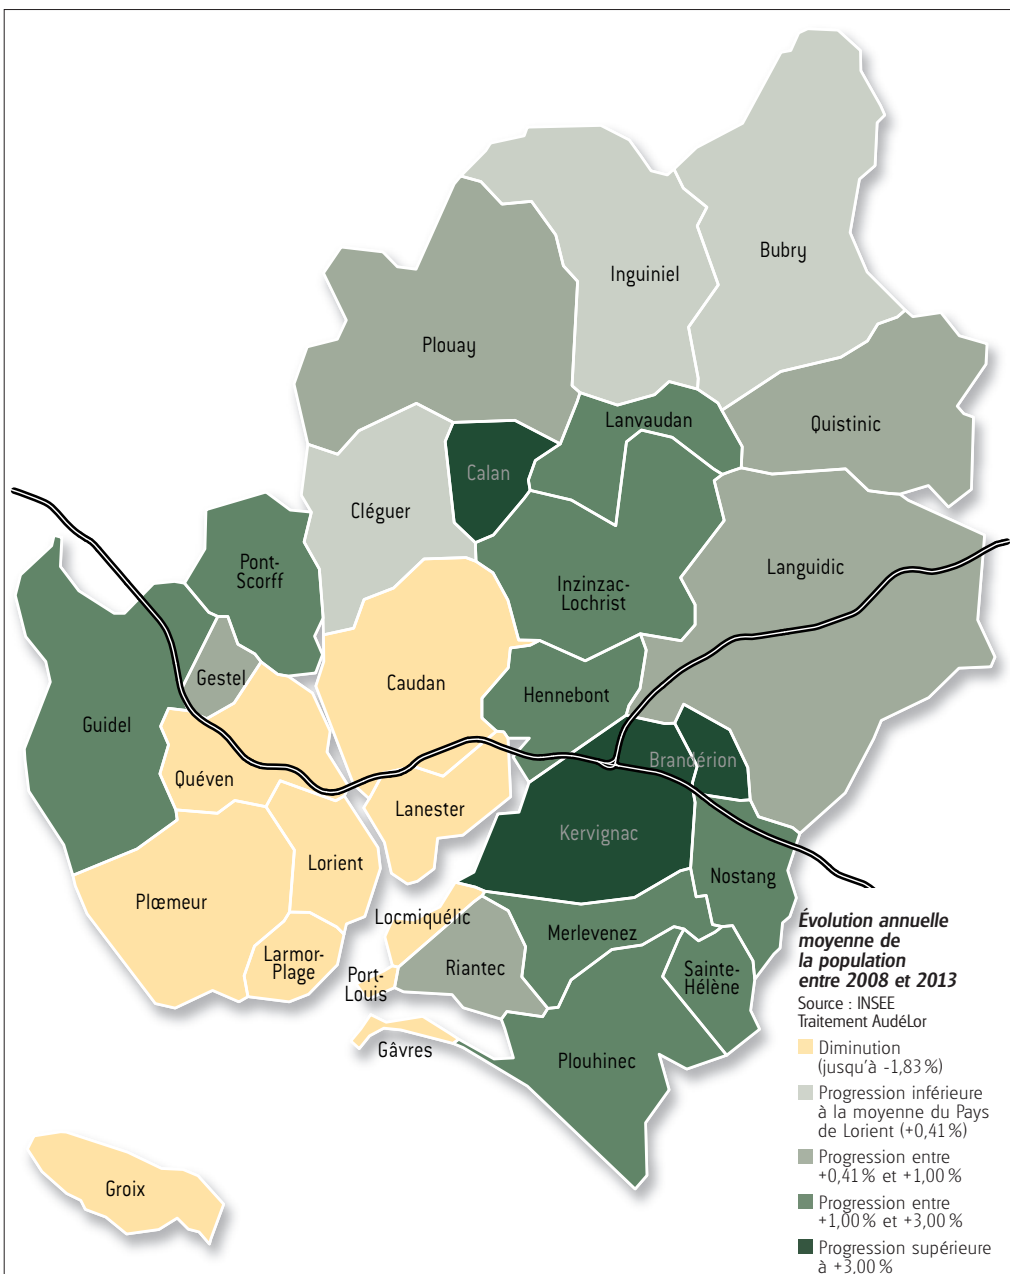 Bubry
Inguiniel
Plouay
Lanvaudan
Quistinic
Calan
Cléguer
Pont-
Scorff
Languidic
Inzinzac-
Lochrist
Gestel
Caudan
Hennebont
Guidel
Brandérion
Quéven
Lanester
Kervignac
Lorient
Nostang
Plœmeur
Locmiquélic
Merlevenez
Larmor-
Plage
Port-
Louis
Riantec
Sainte-
Hélène
Gâvres
Plouhinec
Groix
Évolution annuelle
moyenne de
la population
entre 2008 et 2013
Source : INSEE
Traitement AudéLor
Diminution
(jusqu'à -1,83 %)
Progression inférieure
à la moyenne du Pays
de Lorient (+0,41 %)
Progression entre
+0,41 % et +1,00 %
Progression entre
+1,00 % et +3,00 %
Progression supérieure
à +3,00 %